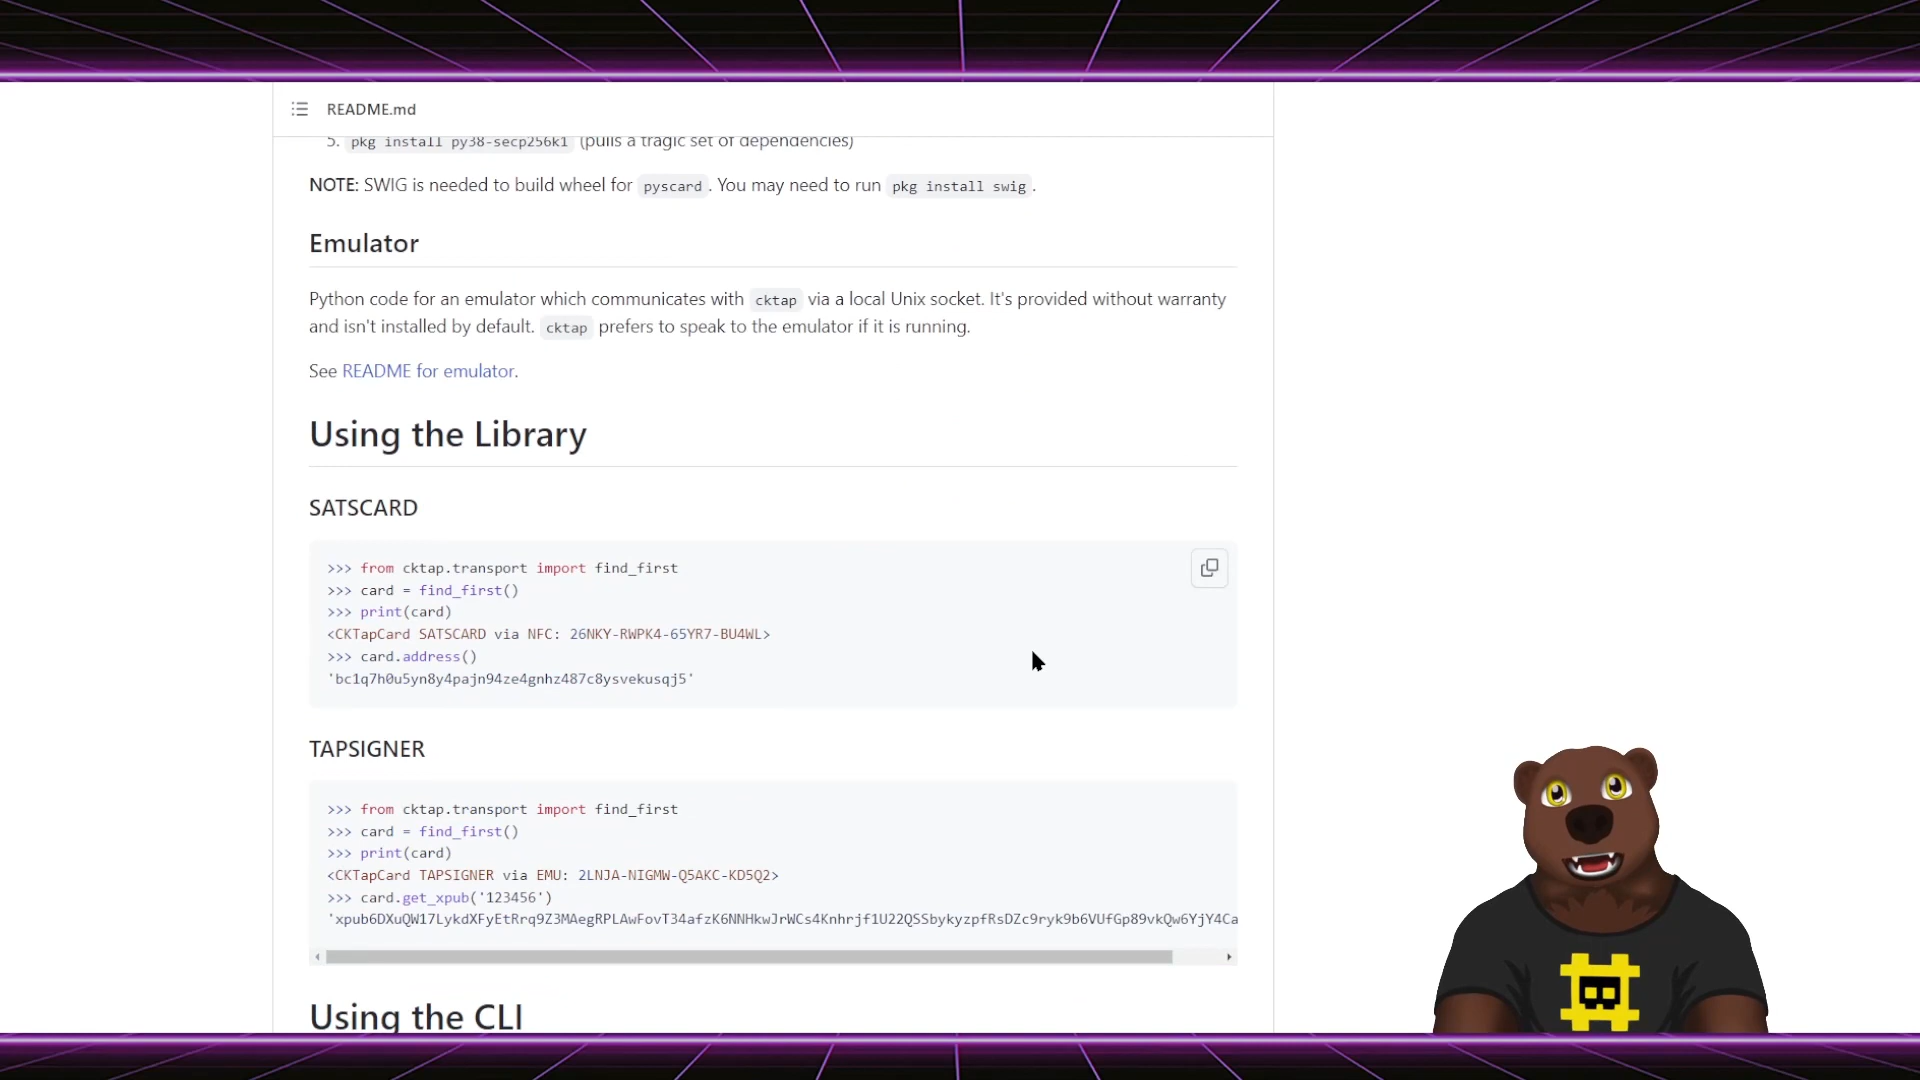 README.md
5. pkg install py38-secp256k1 (pulls a tragic set of dependencies)
NOTE: SWIG is needed to build wheel for pyscard. You may need to run pkg install swig.
Emulator
Python code for an emulator which communicates with cktap via a local Unix socket. It's provided without warranty
and isn't installed by default. cktap prefers to speak to the emulator if it is running.
See README for emulator.
Using the Library
SATSCARD
>>> from cktap.transport import find_first
>>> card = find_first()
>>> print(card)
<CKTapCard SATSCARD via NFC: 26NKY-RWPK4-65YR7-BU4WL>
>>> card.address()
'bc1q7h0u5yn8y4pajn94ze4gnhz487c8ysvekusqj5'
TAPSIGNER
>>> from cktap.transport import find_first
>>> card = find_first()
>>> print(card)
<CKTapCard TAPSIGNER via EMU: 2LNJA-NIGMW-Q5AKC-KD5Q2>
>>> card.get_xpub('123456')
'xpub6DXuQW17LykdXFyEtRrq9Z3MAegRPLAwFovT34afzK6NNHkwJrWCs4Knhrjf1U22QSSbykyzpfRsDZc9ryk9b6VUfGp89vkQw6YjY4Ca
Using the CLI